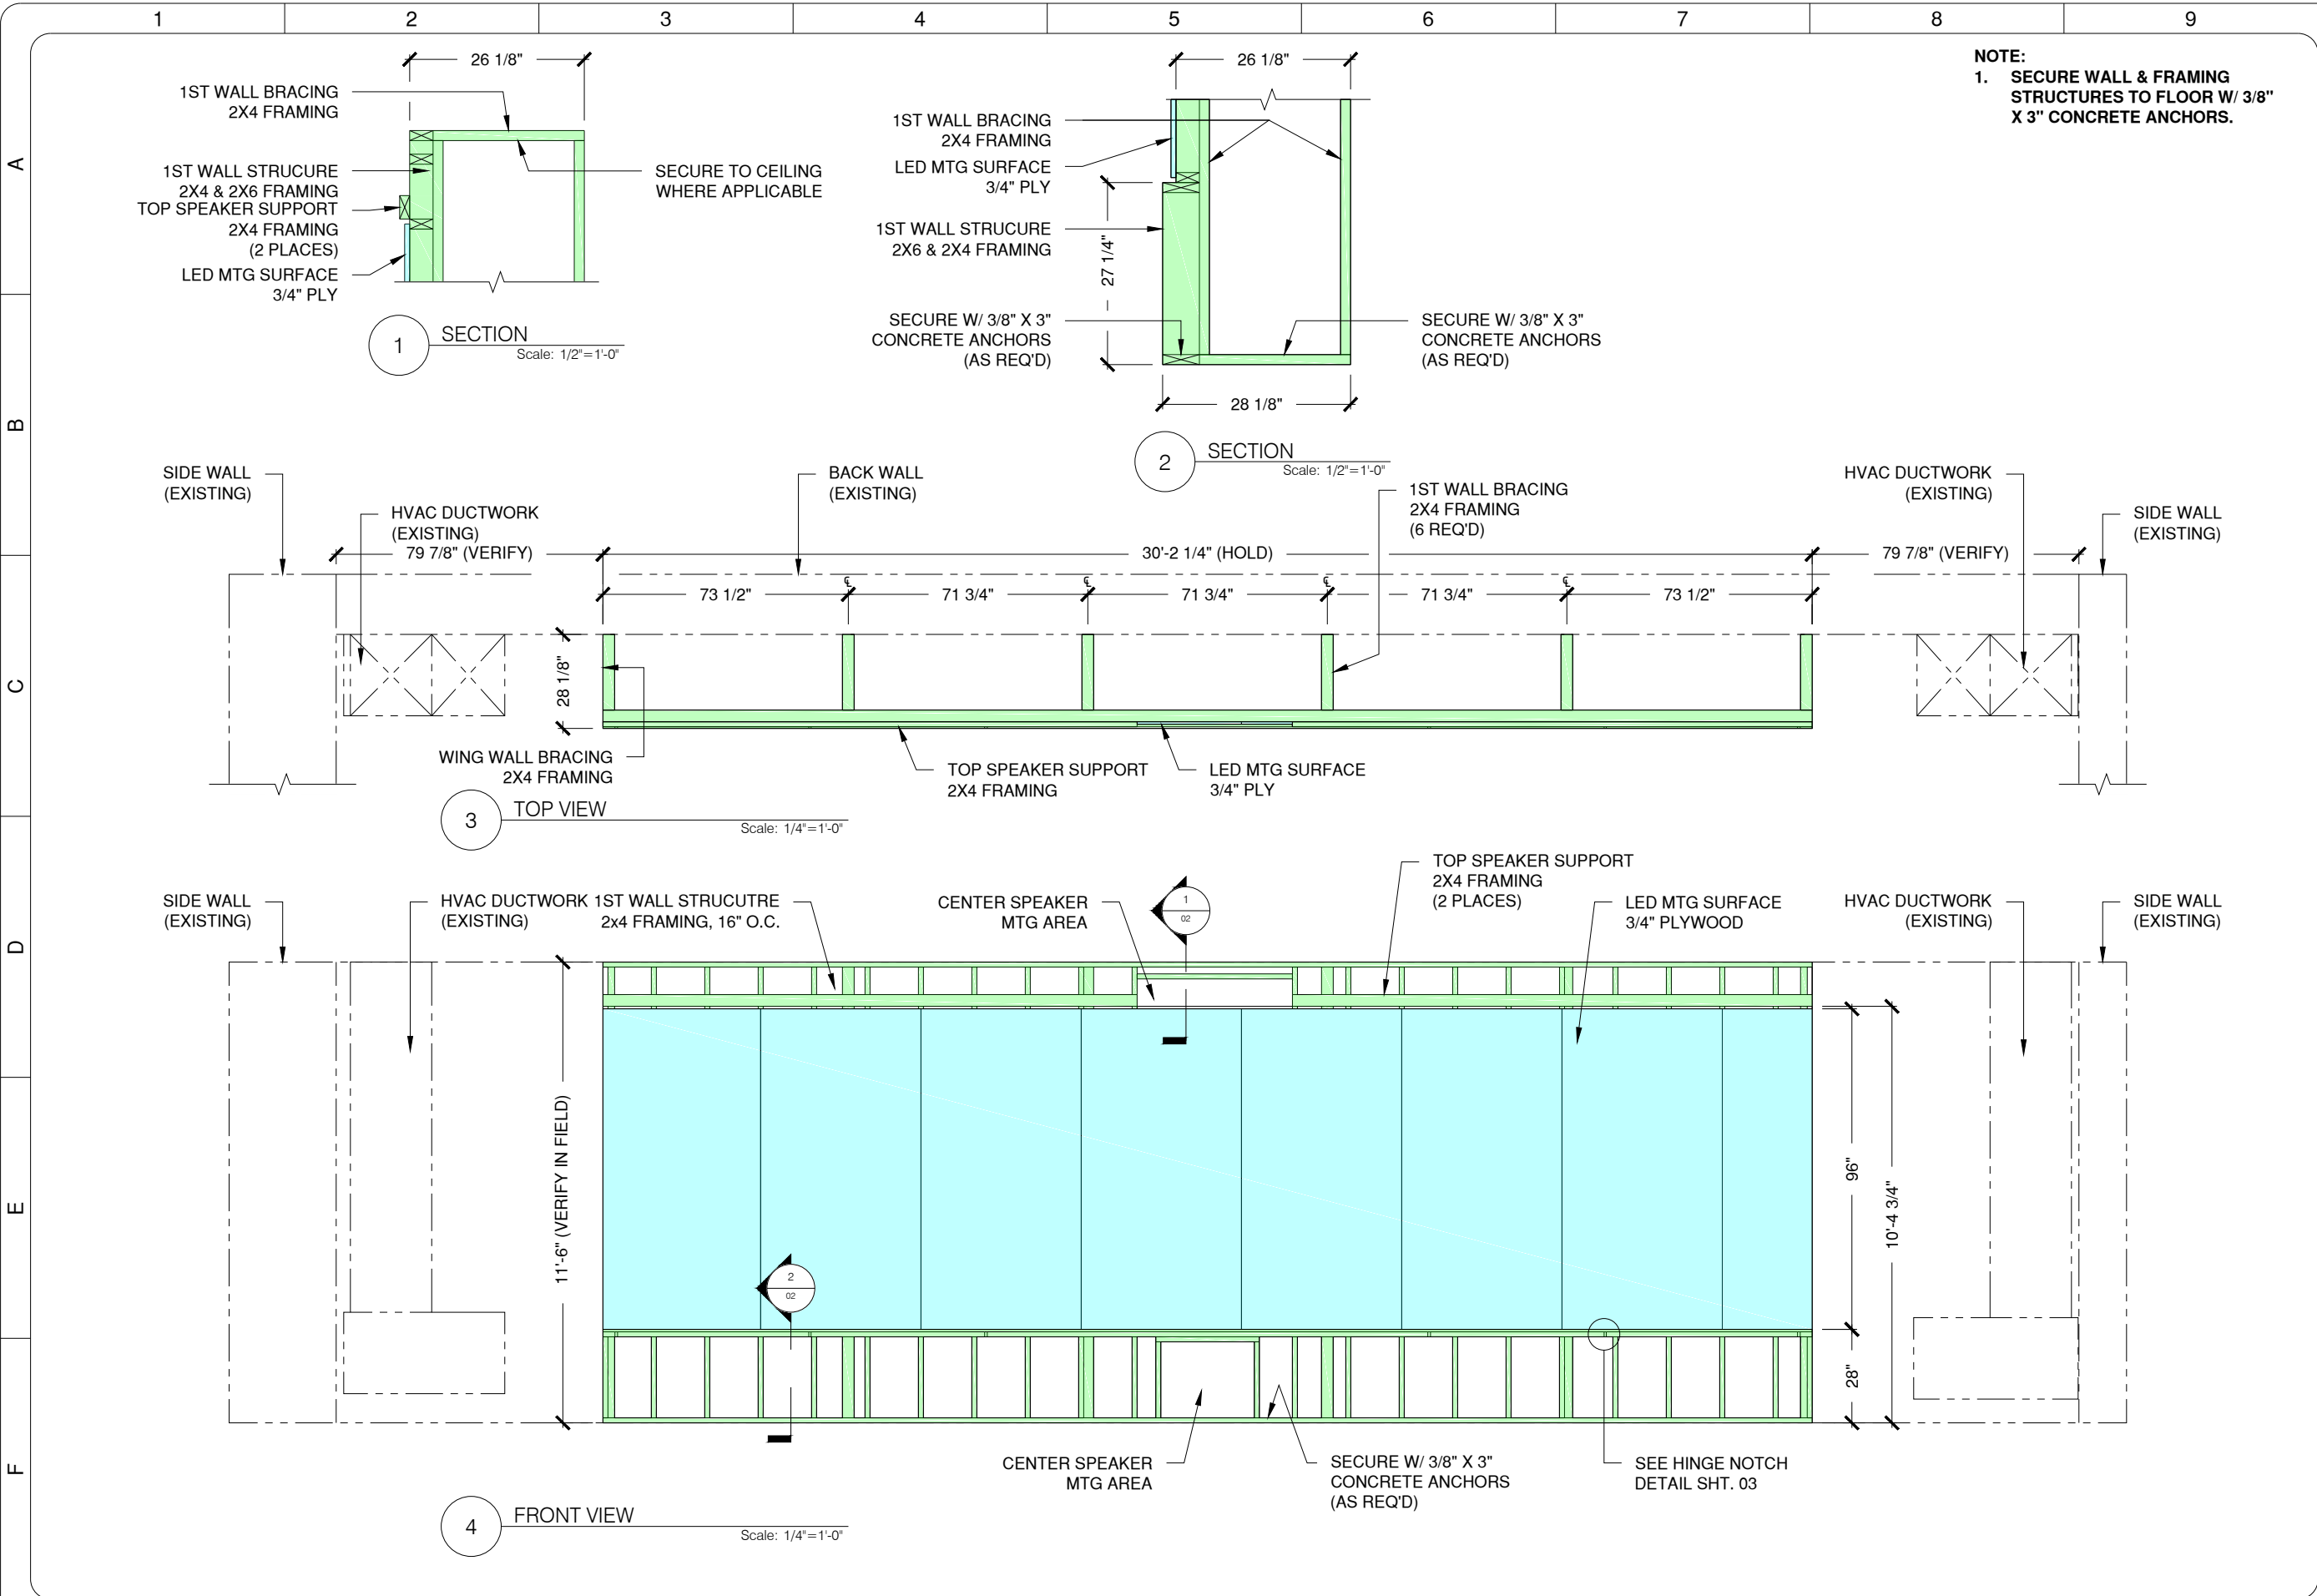 1 2 3 4 5 6 7 8 9
A
B
C
D
E
F
NOTE:
1. SECURE WALL & FRAMING
STRUCTURES TO FLOOR W/ 3/8"
X 3" CONCRETE ANCHORS.
26 1/8"
1ST WALL BRACING
2X4 FRAMING
1ST WALL STRUCURE
2X4 & 2X6 FRAMING
TOP SPEAKER SUPPORT
2X4 FRAMING
(2 PLACES)
LED MTG SURFACE
3/4" PLY
SECURE TO CEILING
WHERE APPLICABLE
1 SECTION
Scale: 1/2"=1'-0"
26 1/8"
1ST WALL BRACING
2X4 FRAMING
LED MTG SURFACE
3/4" PLY
1ST WALL STRUCURE
2X6 & 2X4 FRAMING
27 1/4"
SECURE W/ 3/8" X 3"
CONCRETE ANCHORS
(AS REQ'D)
SECURE W/ 3/8" X 3"
CONCRETE ANCHORS
(AS REQ'D)
28 1/8"
2 SECTION
Scale: 1/2"=1'-0"
SIDE WALL
(EXISTING)
HVAC DUCTWORK
(EXISTING)
BACK WALL
(EXISTING)
1ST WALL BRACING
2X4 FRAMING
(6 REQ'D)
HVAC DUCTWORK
(EXISTING)
SIDE WALL
(EXISTING)
79 7/8" (VERIFY)
30'-2 1/4" (HOLD)
79 7/8" (VERIFY)
73 1/2"
71 3/4"
71 3/4"
71 3/4"
73 1/2"
℄ ℄ ℄ ℄
28 1/8"
WING WALL BRACING
2X4 FRAMING
TOP SPEAKER SUPPORT
2X4 FRAMING
LED MTG SURFACE
3/4" PLY
3 TOP VIEW
Scale: 1/4"=1'-0"
SIDE WALL
(EXISTING)
HVAC DUCTWORK
(EXISTING)
1ST WALL STRUCUTRE
2x4 FRAMING, 16" O.C.
CENTER SPEAKER
MTG AREA
1
02
TOP SPEAKER SUPPORT
2X4 FRAMING
(2 PLACES)
LED MTG SURFACE
3/4" PLYWOOD
HVAC DUCTWORK
(EXISTING)
SIDE WALL
(EXISTING)
11'-6" (VERIFY IN FIELD)
2
02
96"
10'-4 3/4"
28"
CENTER SPEAKER
MTG AREA
SECURE W/ 3/8" X 3"
CONCRETE ANCHORS
(AS REQ'D)
SEE HINGE NOTCH
DETAIL SHT. 03
4 FRONT VIEW
Scale: 1/4"=1'-0"